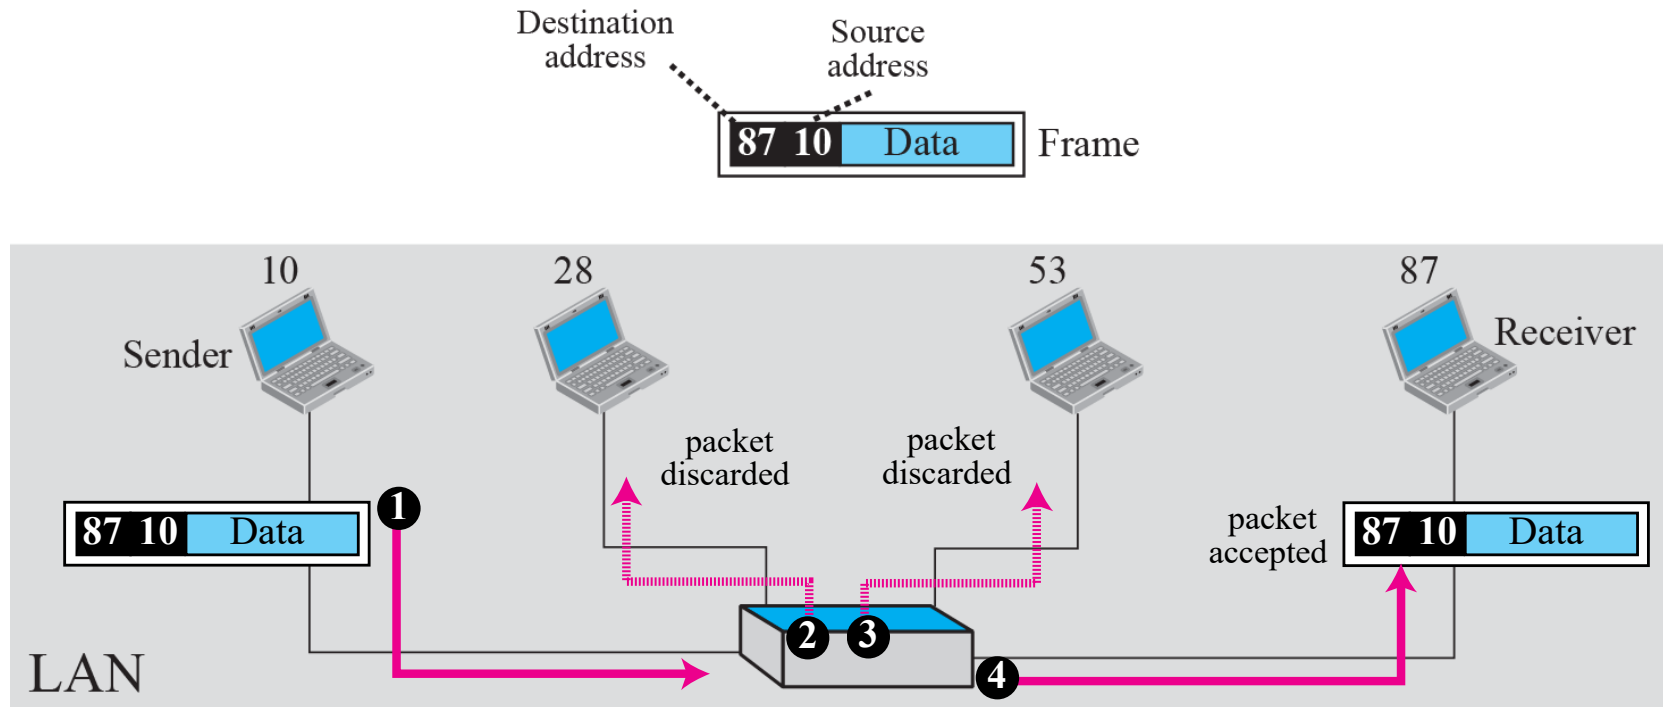 Destination
address
Source
address
87 10 Data
Frame
10
28
53
87
Sender
Receiver
packet
discarded
packet
discarded
1
87 10 Data
packet
accepted
87 10 Data
2
3
4
LAN